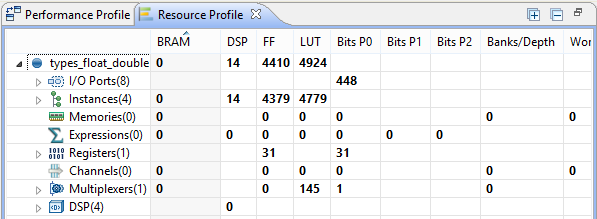 Performance Profile Resource Profile
BRAM DSP FF LUT Bits P0 Bits P1 Bits P2 Banks/Depth Wor
types_float_double 0 14 4410 4924
I/O Ports(8) 448
Instances(4) 0 14 4379 4779
Memories(0) 0 0 0 0 0 0
Expressions(0) 0 0 0 0 0 0 0
Registers(1) 31 31
Channels(0) 0 0 0 0 0 0
Multiplexers(1) 0 0 145 1 0
DSP(4) 0